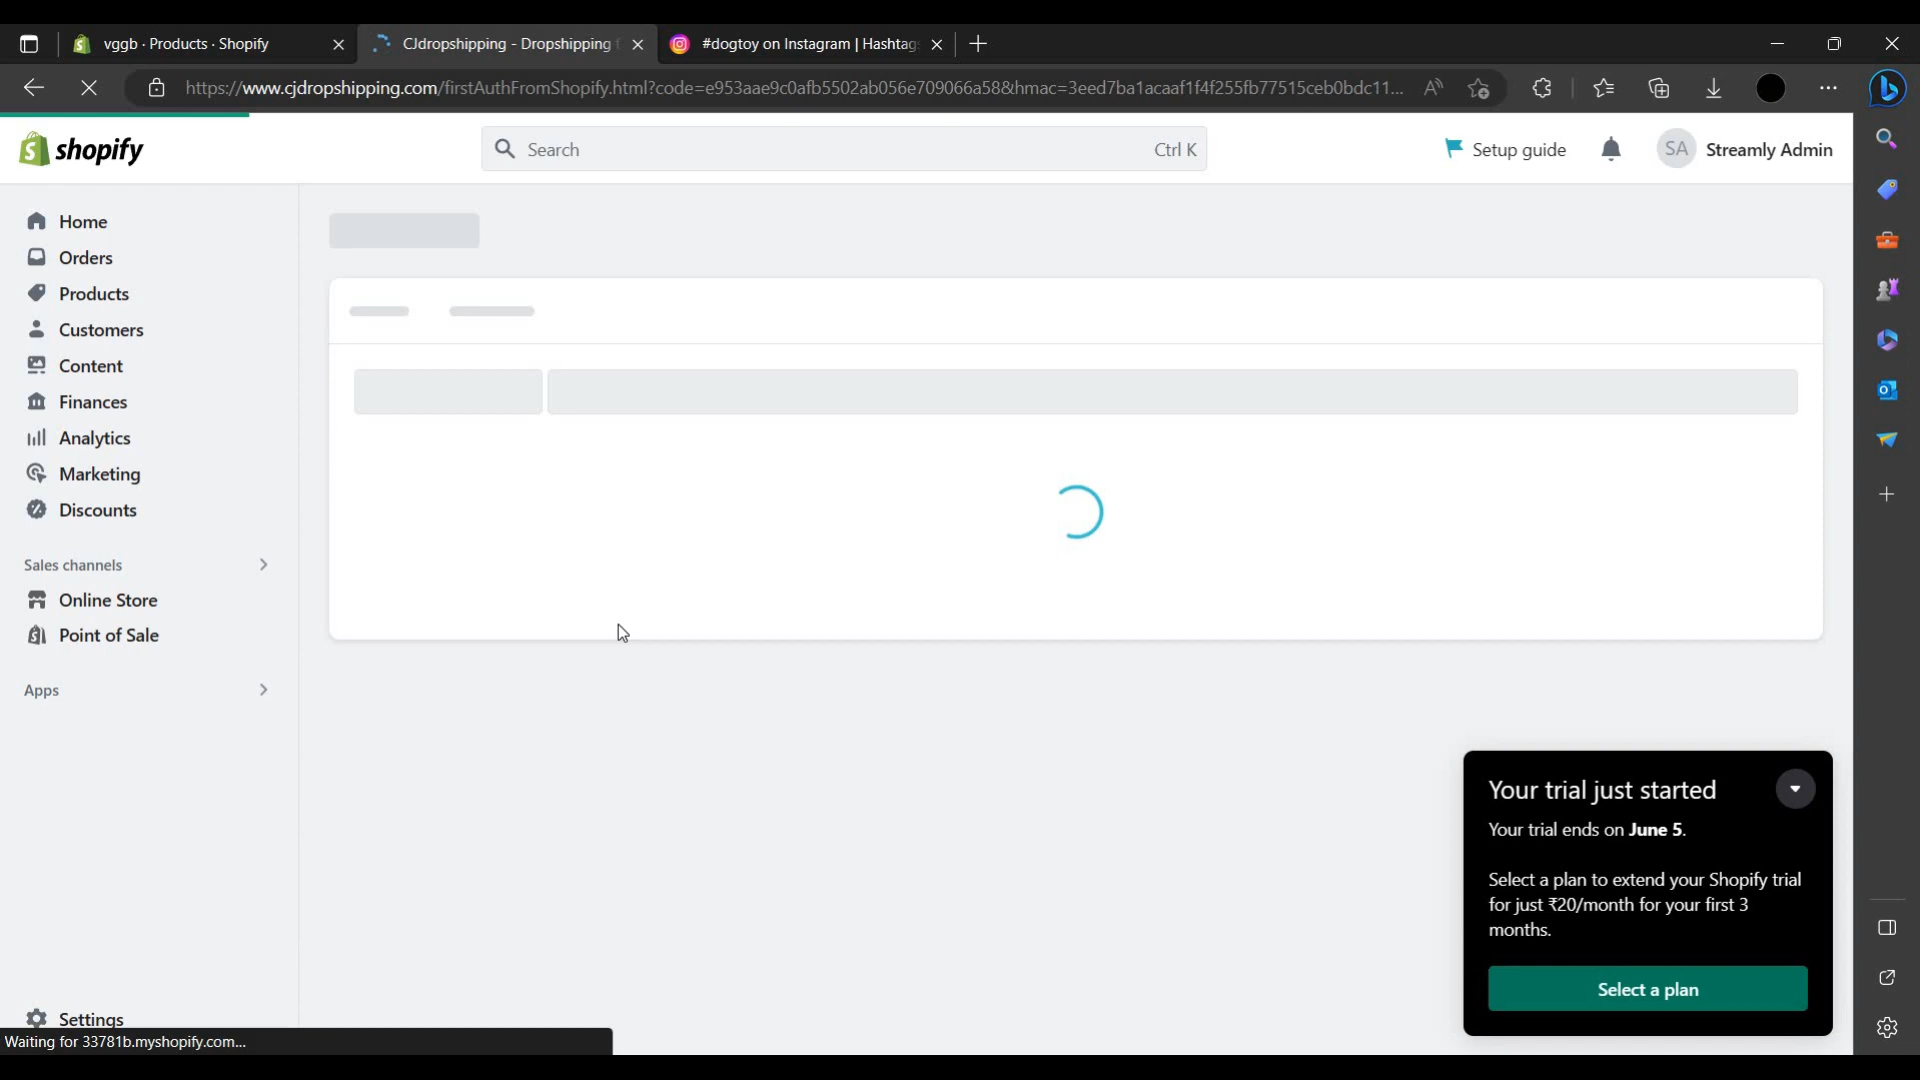 vggb · Products · Shopify
CJdropshipping - Dropshipping f
#dogtoy on Instagram | Hashtag
https://www.cjdropshipping.com/firstAuthFromShopify.html?code=e953aae9c0afb5502ab056e709066a58&hmac=3eed7ba1acaaf1f4f255fb77515ceb0bdc11...
shopify
Search
Ctrl K
Setup guide
SA
Streamly Admin
Home
Orders
Products
Customers
Content
Finances
Analytics
Marketing
Discounts
Sales channels
Online Store
Point of Sale
Apps
Your trial just started
Your trial ends on June 5.
Select a plan to extend your Shopify trial
for just ₹20/month for your first 3
months.
Select a plan
Settings
Waiting for 33781b.myshopify.com...